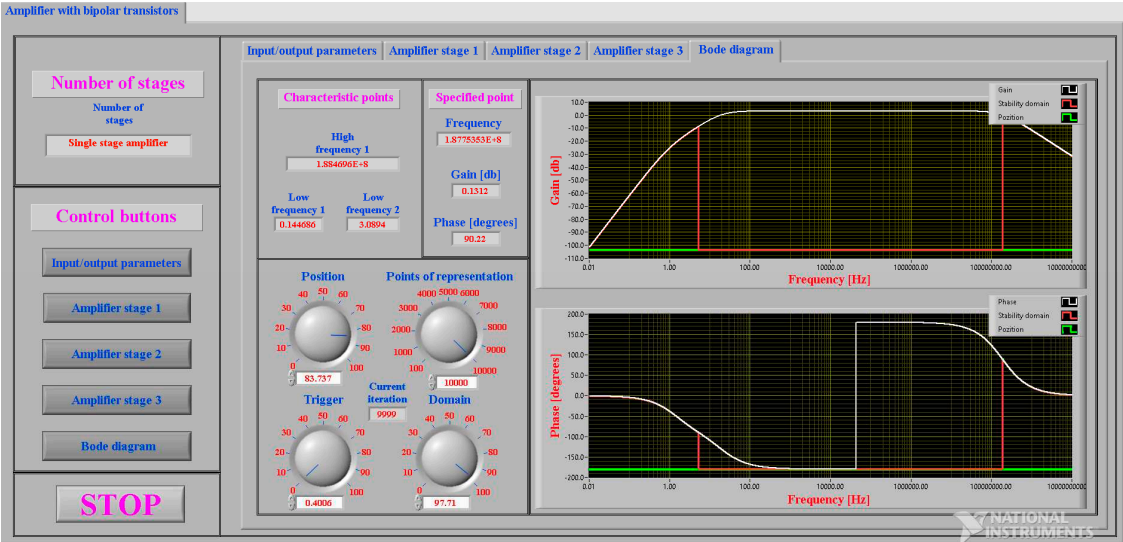 Amplifier with bipolar transistors
Number of stages
Number of
stages
Single stage amplifier
Control buttons
Input/output parameters
Amplifier stage 1
Amplifier stage 2
Amplifier stage 3
Bode diagram
STOP
Input/output parameters
Amplifier stage 1
Amplifier stage 2
Amplifier stage 3
Bode diagram
Characteristic points
High
frequency 1
1.884696E+8
Low
frequency 1
0.144686
Low
frequency 2
3.0894
Specified point
Frequency
1.8775353E+8
Gain [db]
0.1312
Phase [degrees]
90.22
Position
0 10 20 30 40 50 60 70 80 90 100
83.737
Points of representation
0 1000 2000 3000 4000 5000 6000 7000 8000 9000 10000
10000
Current
iteration
9999
Trigger
0 10 20 30 40 50 60 70 80 90 100
0.4006
Domain
0 10 20 30 40 50 60 70 80 90 100
97.71
Gain
Stability domain
Pozition
Gain [db]
10.0
0.0
-10.0
-20.0
-30.0
-40.0
-50.0
-60.0
-70.0
-80.0
-90.0
-100.0
-110.0
0.01 1.00 100.00 10000.00 1000000.00 100000000.00 10000000000.00
Frequency [Hz]
Phase
Stability domain
Pozition
Phase [degrees]
200.0
150.0
100.0
50.0
0.0
-50.0
-100.0
-150.0
-200.0
0.01 1.00 100.00 10000.00 1000000.00 100000000.00 10000000000.00
Frequency [Hz]
NATIONAL
INSTRUMENTS